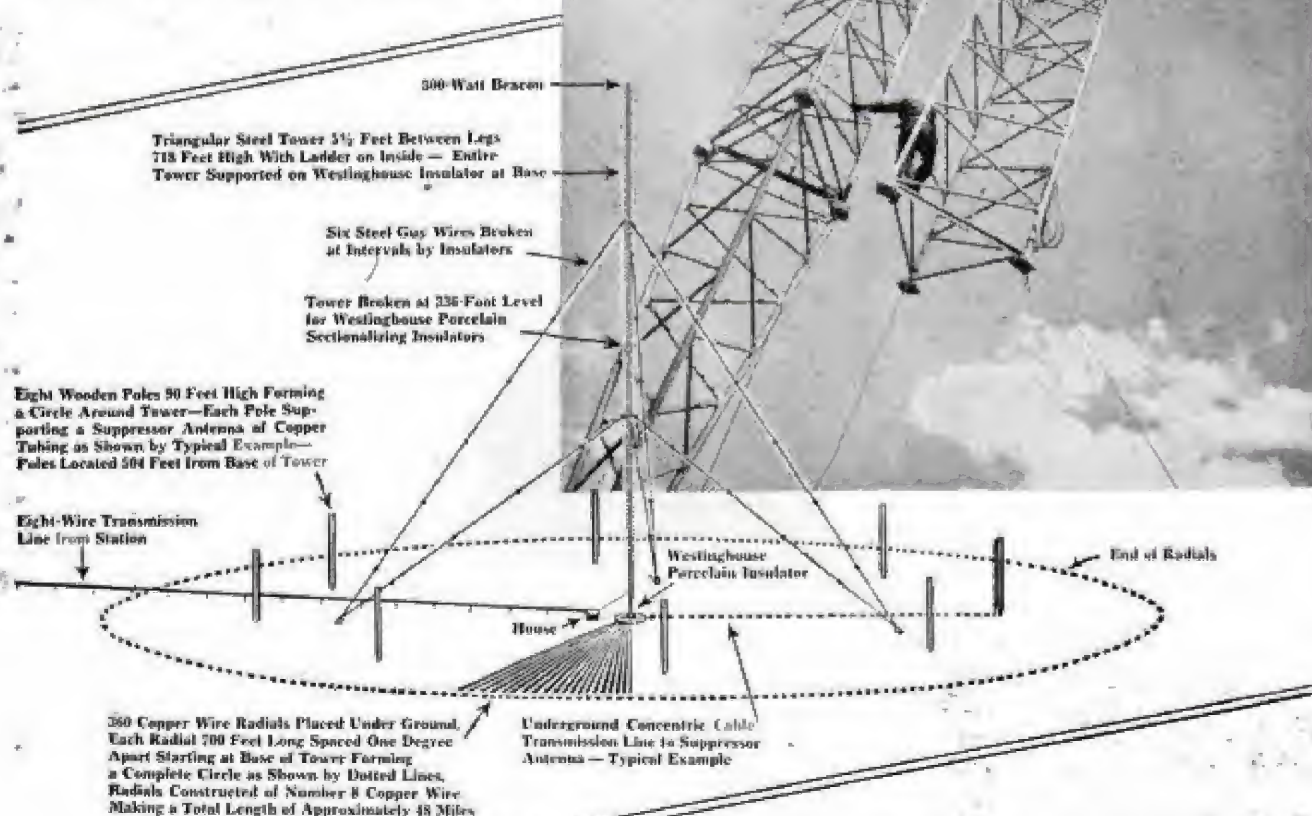 300-Watt Beacon
Triangular Steel Tower 5½ Feet Between Legs
718 Feet High With Ladder on Inside — Entire
Tower Supported on Westinghouse Insulator at Base
Six Steel Guy Wires Broken
at Intervals by Insulators
Tower Broken at 336-Foot Level
for Westinghouse Porcelain
Sectionalizing Insulators
Eight Wooden Poles 90 Feet High Forming
a Circle Around Tower—Each Pole Sup-
porting a Suppressor Antenna of Copper
Tubing as Shown by Typical Example—
Poles Located 504 Feet from Base of Tower
Eight-Wire Transmission
Line from Station
Westinghouse
Porcelain Insulator
End of Radials
House
360 Copper Wire Radials Placed Under Ground,
Each Radial 700 Feet Long Spaced One Degree
Apart Starting at Base of Tower Forming
a Complete Circle as Shown by Dotted Lines,
Radials Constructed of Number 8 Copper Wire
Making a Total Length of Approximately 48 Miles
Underground Concentric Cable
Transmission Line to Suppressor
Antenna — Typical Example